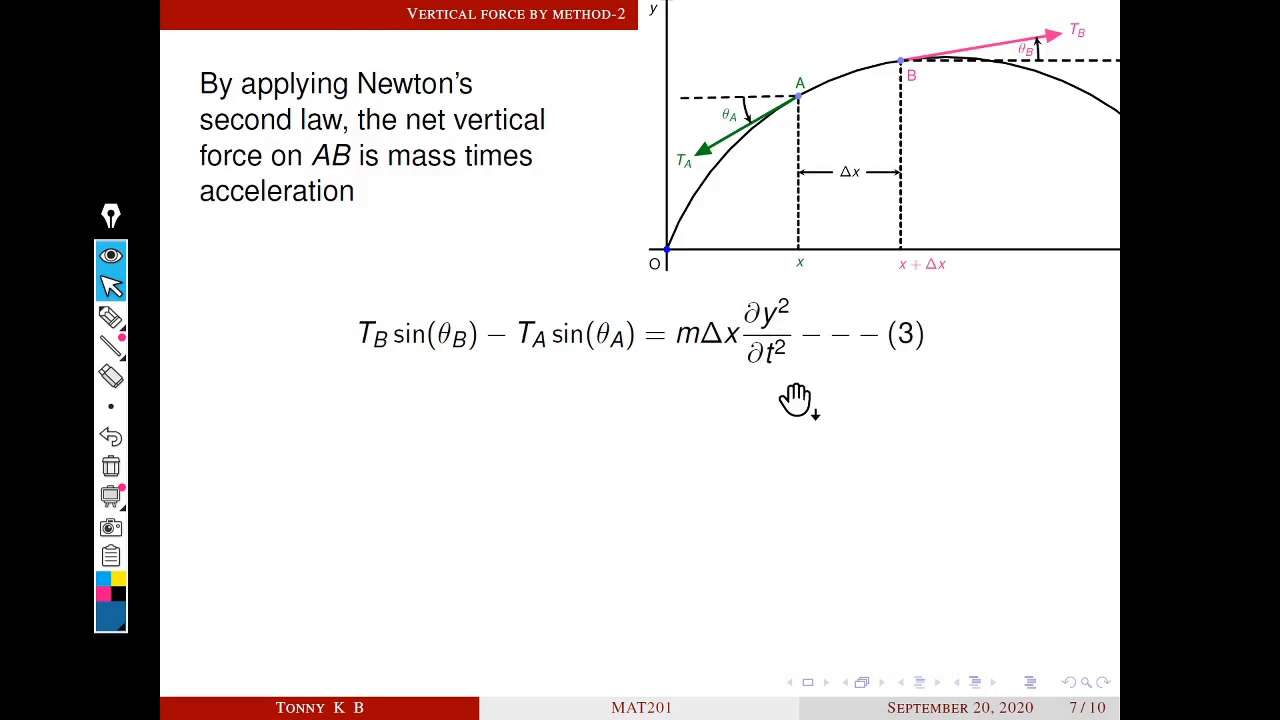 VERTICAL FORCE BY METHOD-2
By applying Newton's
second law, the net vertical
force on AB is mass times
acceleration
y
T_B
θ_B
B
A
θ_A
T_A
Δx
O
x
x + Δx
T_B sin(θ_B) − T_A sin(θ_A) = mΔx ∂y²/∂t² − − − (3)
TONNY K B
MAT201
SEPTEMBER 20, 2020
7 / 10